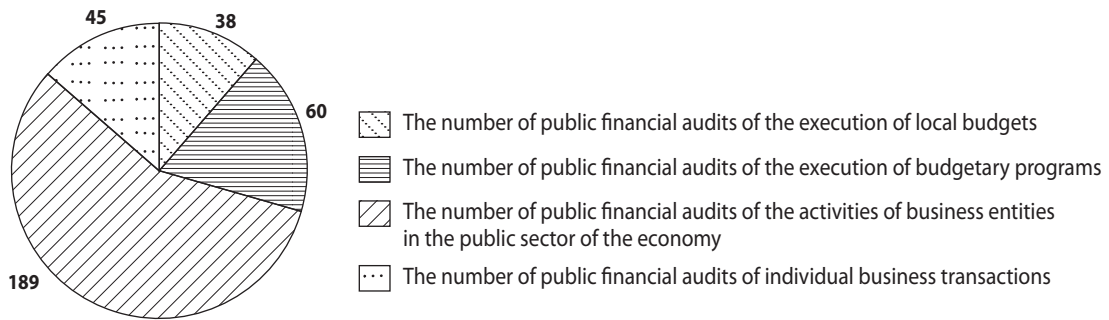 45
38
60
189
The number of public financial audits of the execution of local budgets
The number of public financial audits of the execution of budgetary programs
The number of public financial audits of the activities of business entities
in the public sector of the economy
The number of public financial audits of individual business transactions